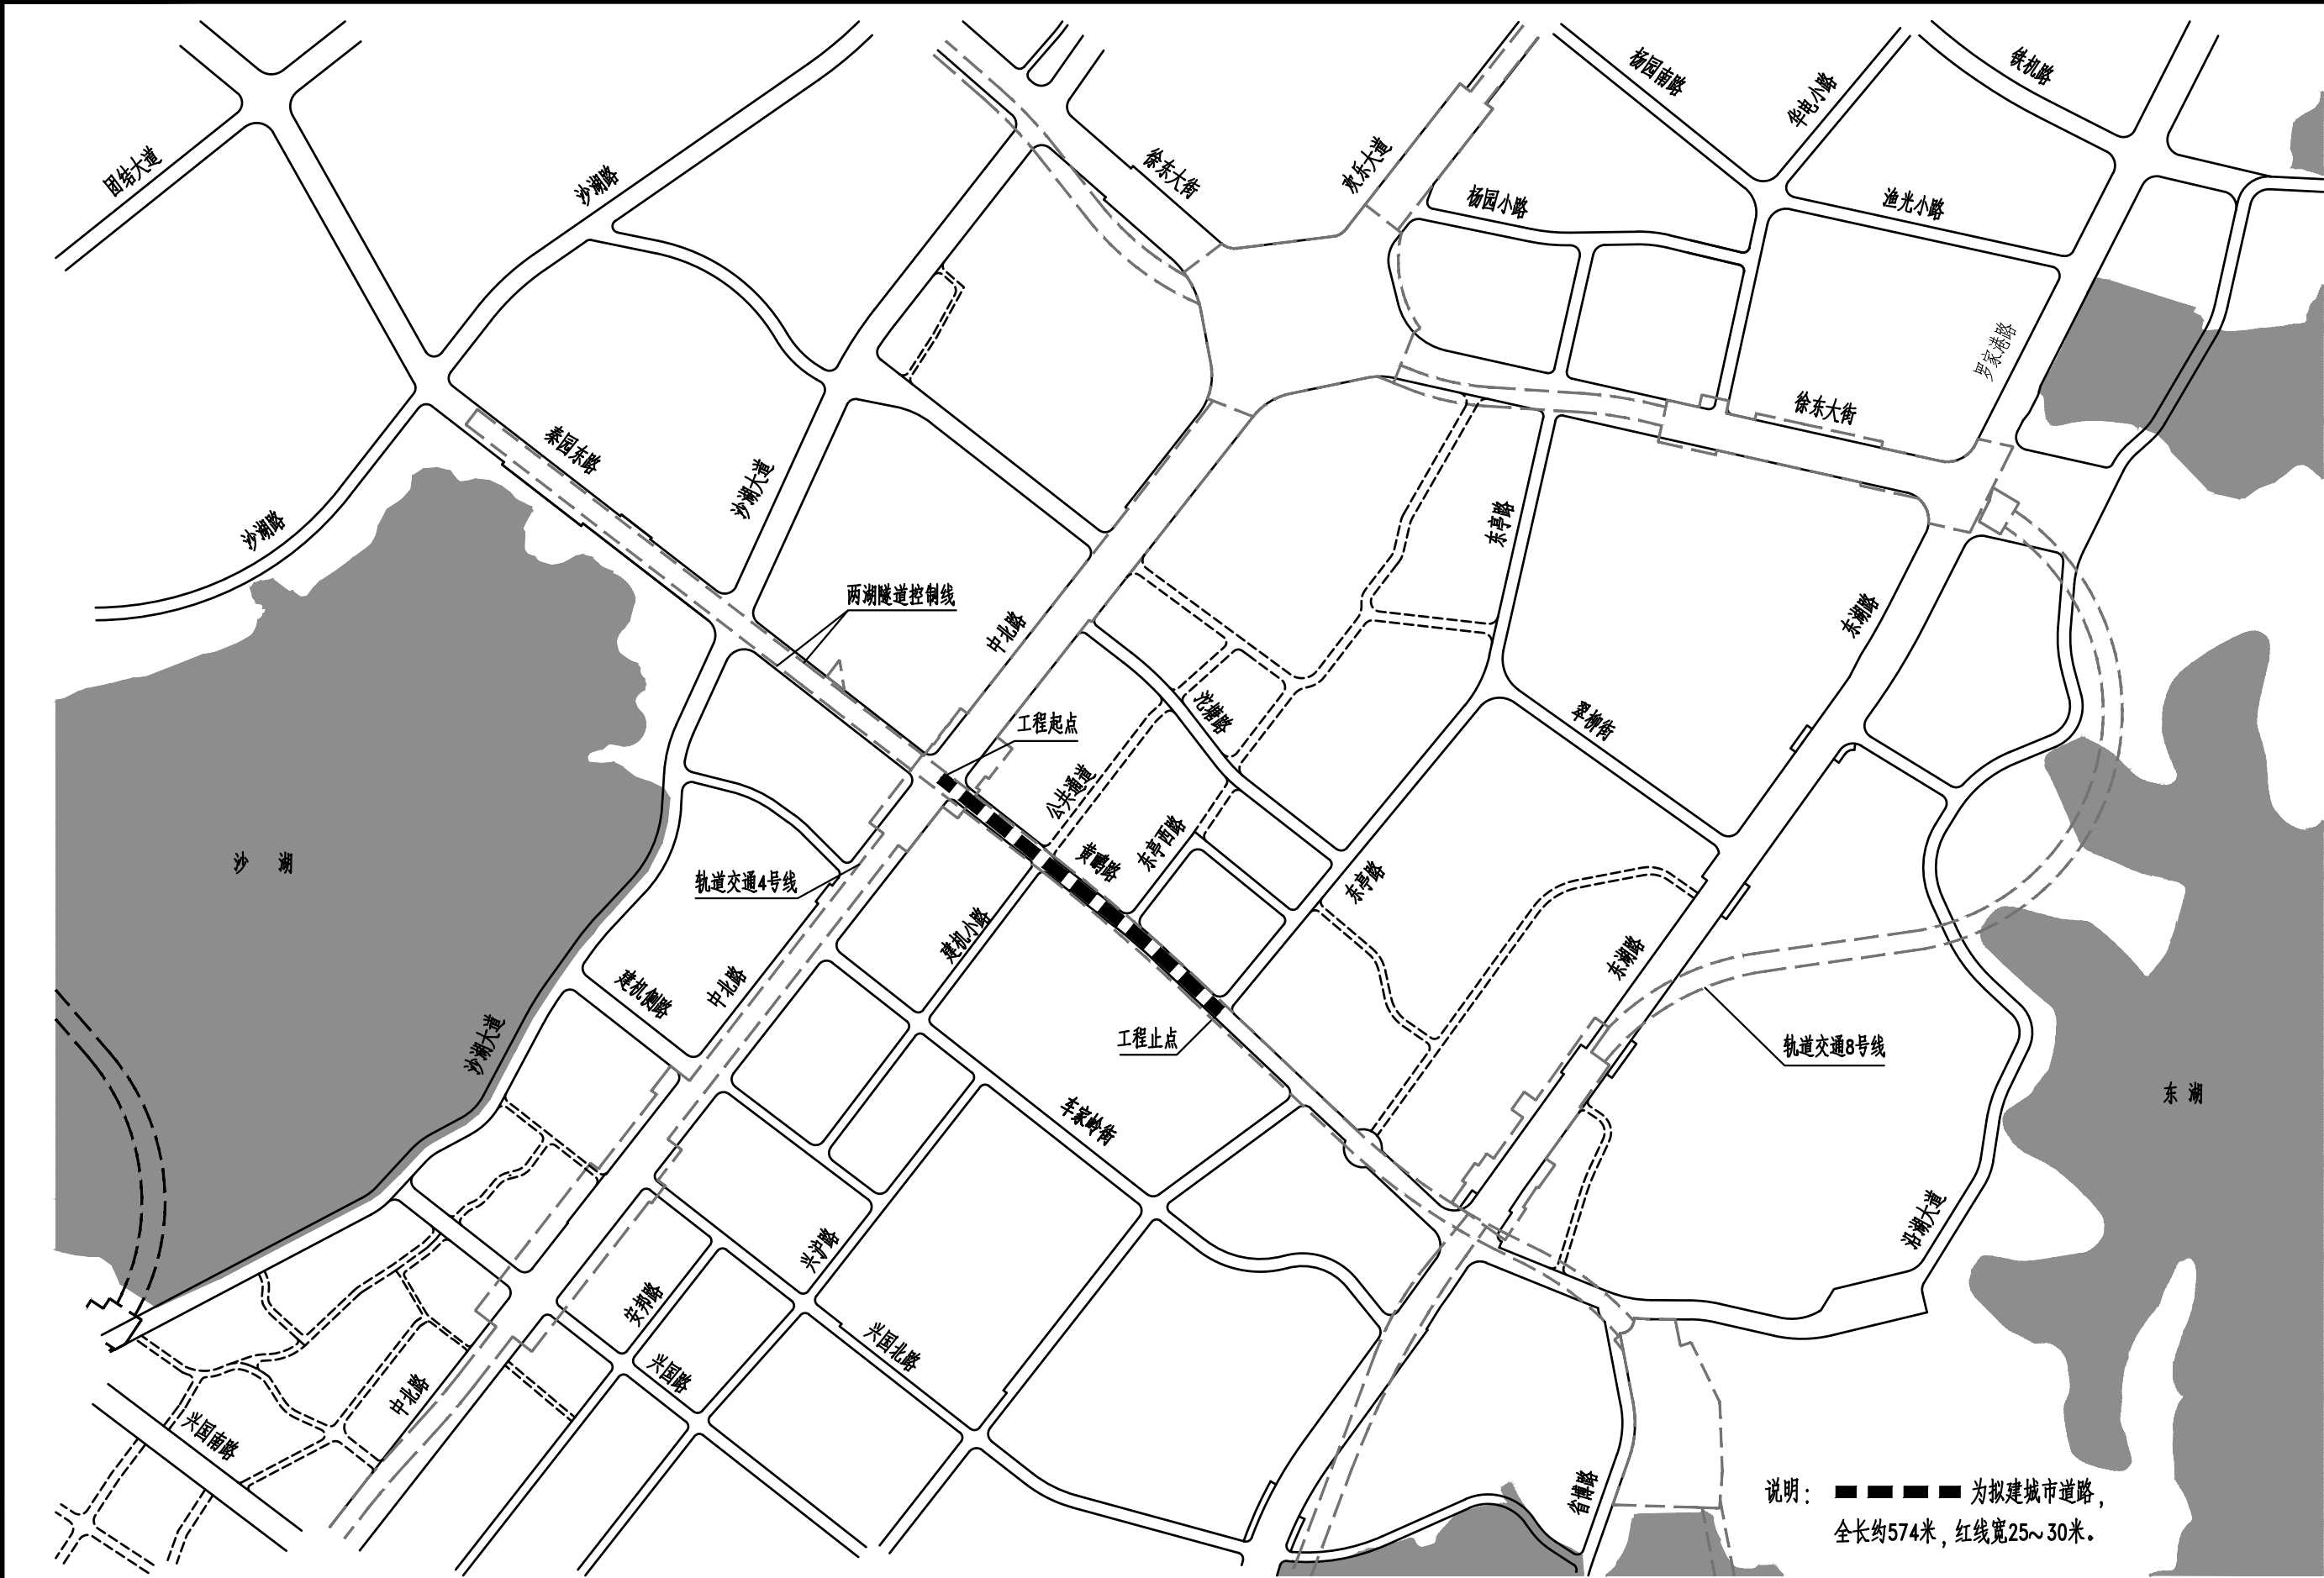 铁机路
杨园南路
华电小路
团结大道
沙湖路
徐东大街
欢乐大道
杨园小路
渔光小路
罗家港路
徐东大街
秦园东路
沙湖大道
沙湖路
东亭路
两湖隧道控制线
中北路
东湖路
沱塘路
翠柳街
工程起点
公共通道
东亭西路
黄鹂路
沙 湖
轨道交通4号线
东亭路
建机小路
东湖路
建机侧路
中北路
沙湖大道
工程止点
轨道交通8号线
东 湖
车家岭街
沿湖大道
兴沪路
安邦路
兴国北路
兴国路
中北路
兴国南路
省博路
说明：为拟建城市道路，
全长约574米，红线宽25~30米。